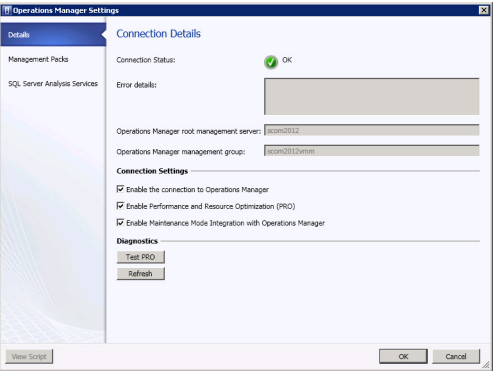 Operations Manager Settings
Details
Management Packs
SQL Server Analysis Services
Connection Details
Connection Status: OK
Error details:
Operations Manager root management server: scom2012
Operations Manager management group: scom2012vmm
Connection Settings
Enable the connection to Operations Manager
Enable Performance and Resource Optimization (PRO)
Enable Maintenance Mode Integration with Operations Manager
Diagnostics
Test PRO
Refresh
View Script
OK
Cancel